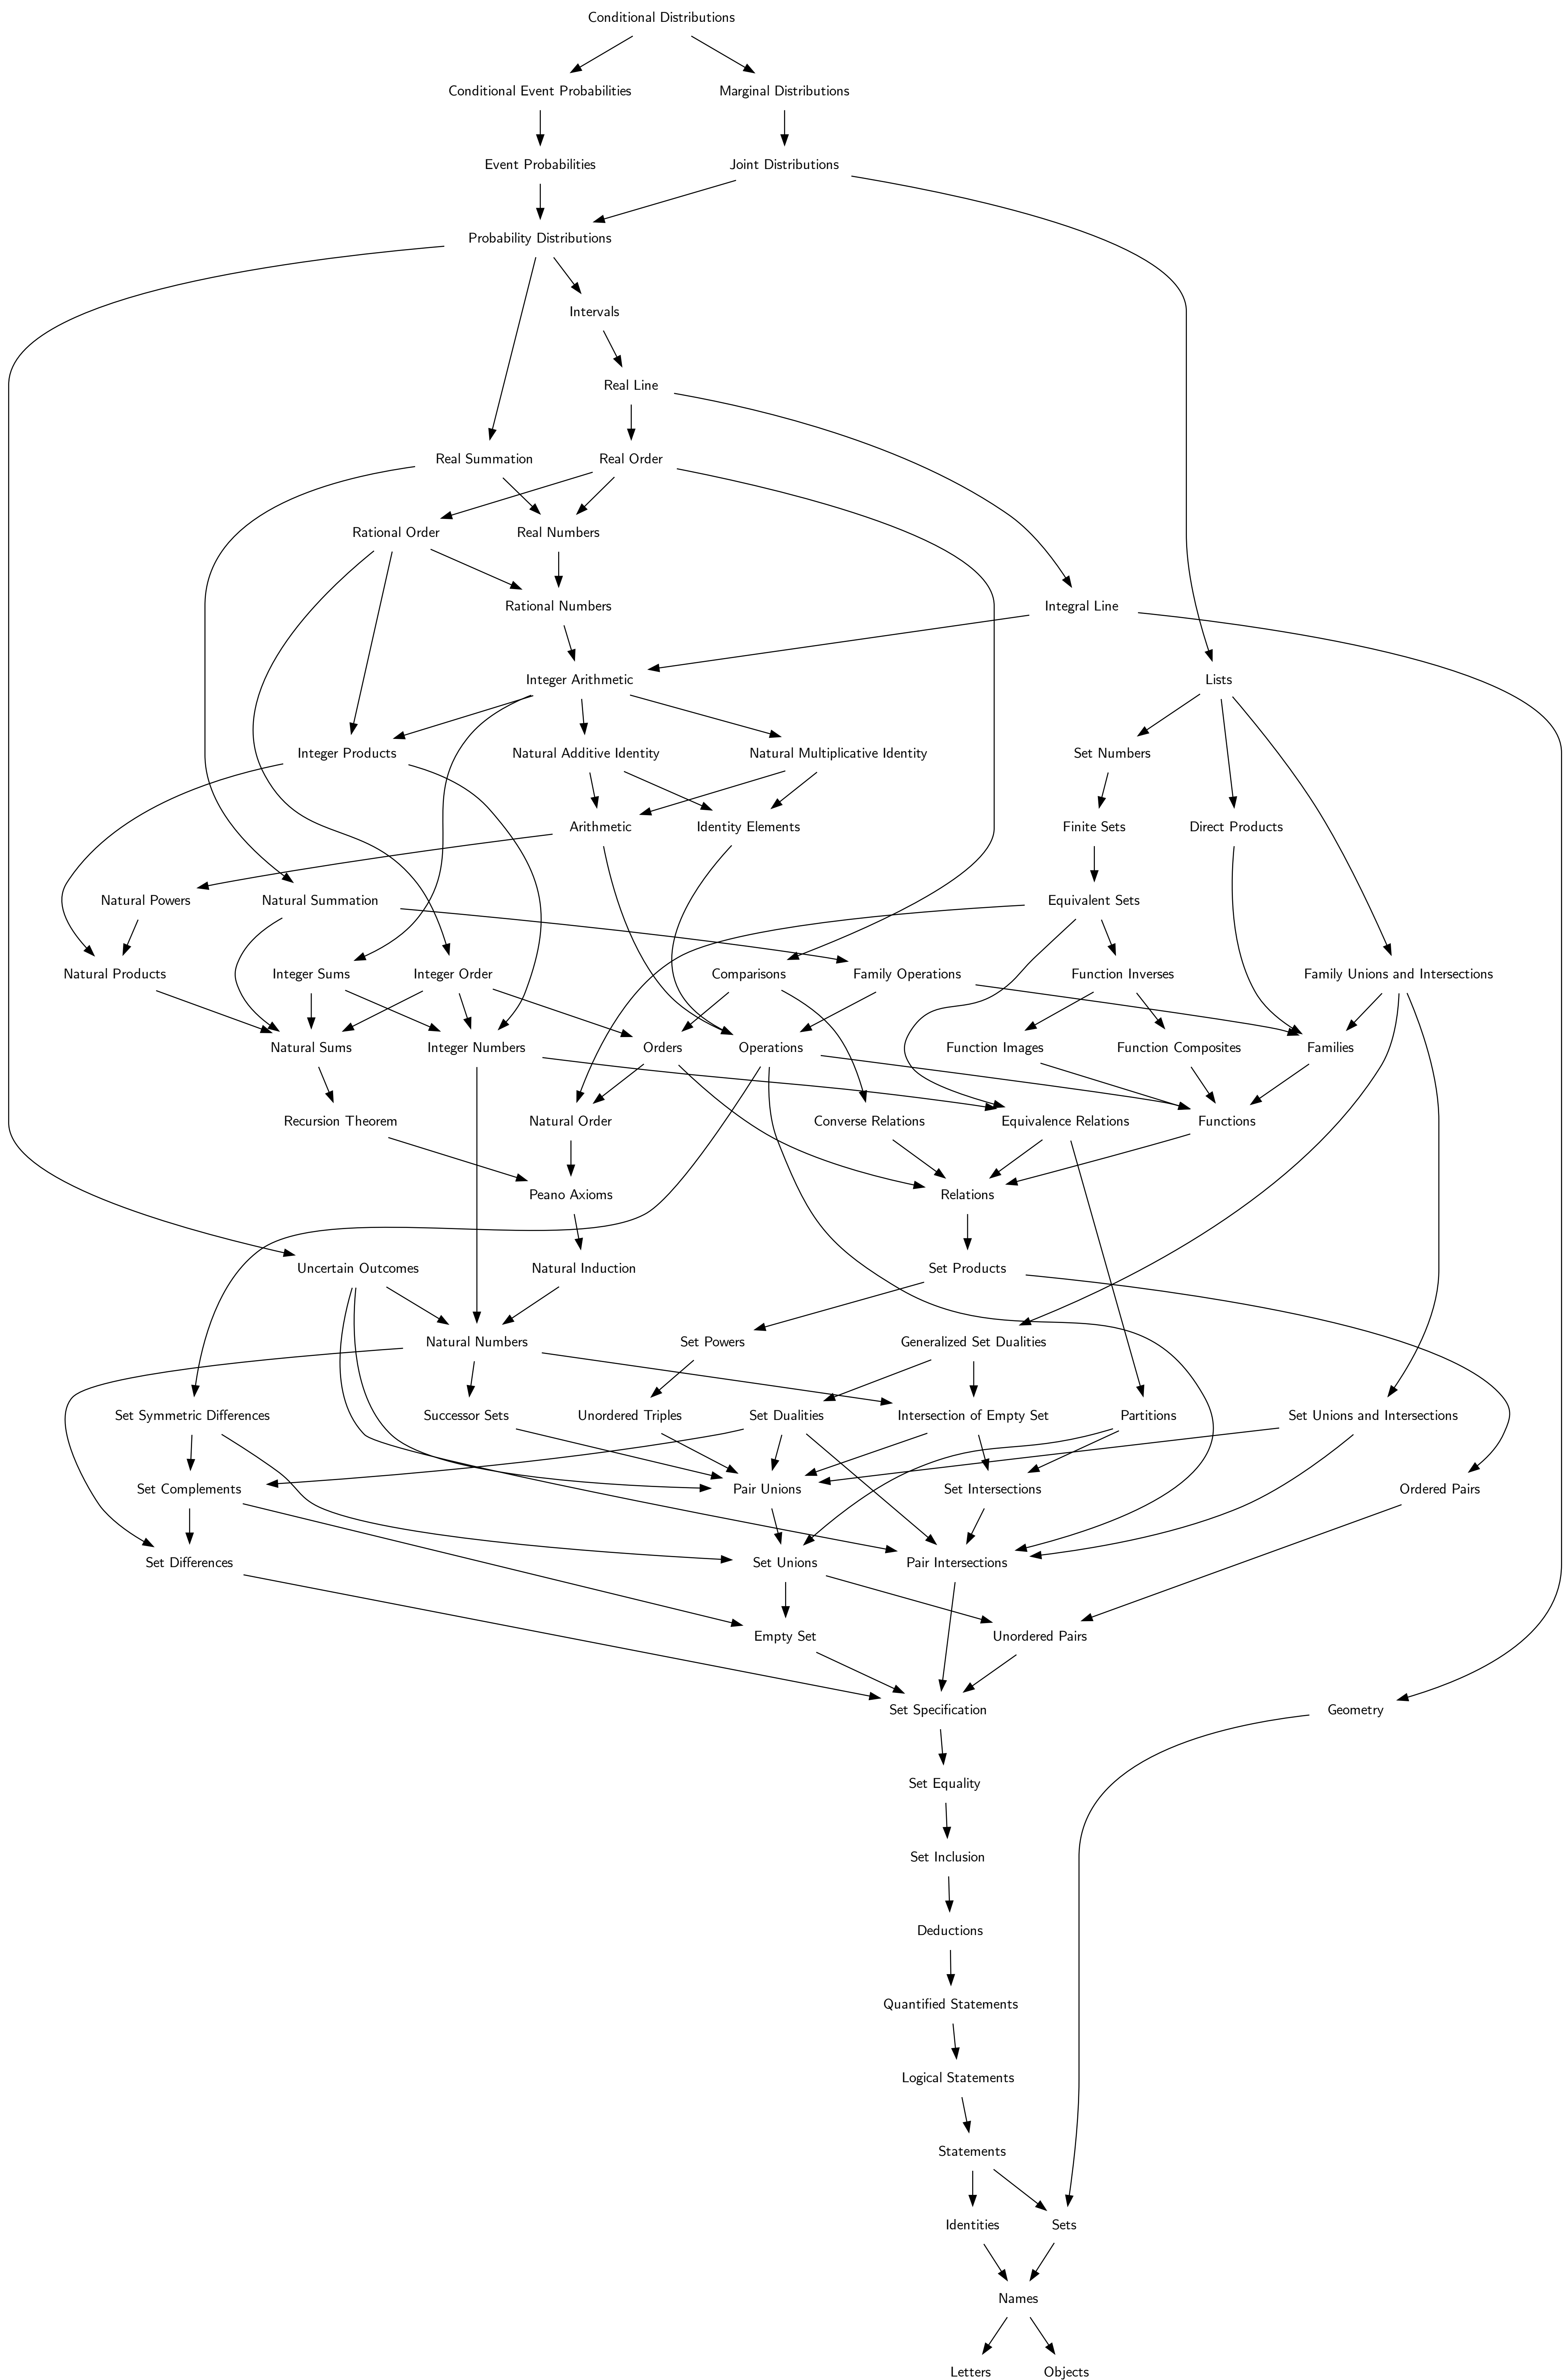 Conditional Distributions
Conditional Event Probabilities
Marginal Distributions
Event Probabilities
Joint Distributions
Probability Distributions
Intervals
Real Line
Real Summation
Real Order
Rational Order
Real Numbers
Rational Numbers
Integral Line
Integer Arithmetic
Lists
Integer Products
Natural Additive Identity
Natural Multiplicative Identity
Set Numbers
Arithmetic
Identity Elements
Finite Sets
Direct Products
Natural Powers
Natural Summation
Equivalent Sets
Natural Products
Integer Sums
Integer Order
Comparisons
Family Operations
Function Inverses
Family Unions and Intersections
Natural Sums
Integer Numbers
Orders
Operations
Function Images
Function Composites
Families
Recursion Theorem
Natural Order
Converse Relations
Equivalence Relations
Functions
Peano Axioms
Relations
Uncertain Outcomes
Natural Induction
Set Products
Natural Numbers
Set Powers
Generalized Set Dualities
Set Symmetric Differences
Successor Sets
Unordered Triples
Set Dualities
Intersection of Empty Set
Partitions
Set Unions and Intersections
Set Complements
Pair Unions
Set Intersections
Ordered Pairs
Set Differences
Set Unions
Pair Intersections
Empty Set
Unordered Pairs
Set Specification
Geometry
Set Equality
Set Inclusion
Deductions
Quantified Statements
Logical Statements
Statements
Identities
Sets
Names
Letters
Objects